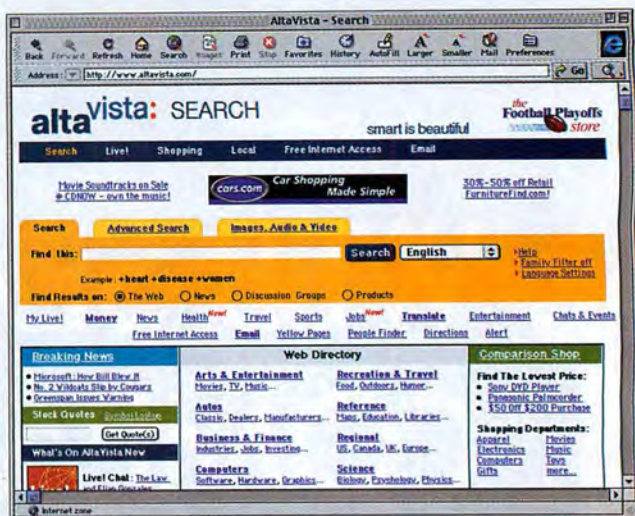 AltaVista - Search
Back Forward Refresh Home Search Images Print Stop Favorites History AutoFill Larger Smaller Mail Preferences
Address: http://www.altavista.com/ Go
altavista: SEARCH
smart is beautiful
the Football Playoffs store
Search Live! Shopping Local Free Internet Access Email
Movie Soundtracks on Sale
CDNOW - own the music!
cars.com Car Shopping Made Simple
30%-50% off Retail
FurnitureFind.com!
Search Advanced Search Images, Audio & Video
Find this: Search English
Help
Family Filter off
Language Settings
Example: +heart +disease +women
Find Results on: The Web News Discussion Groups Products
My Live! Money News Health New! Travel Sports Jobs New! Translate Entertainment Chats & Events
Free Internet Access Email Yellow Pages People Finder Directions Alert
Breaking News
Microsoft: How Bill Blew It
No. 2 Wildcats Slip by Cougars
Greenspan Issues Warning
Stock Quotes Symbol Lookup
Get Quote(s)
What's On AltaVista Now
Live! Chat: The Law
and Elian Gonzales
Web Directory
Arts & Entertainment
Movies, TV, Music...
Recreation & Travel
Food, Outdoors, Humor...
Autos
Classic, Dealers, Manufacturers...
Reference
Maps, Education, Libraries...
Business & Finance
Industries, Jobs, Investing...
Regional
US, Canada, UK, Europe...
Computers
Software, Hardware, Graphics...
Science
Biology, Psychology, Physics...
Comparison Shop
Find The Lowest Price:
Sony DVD Player
Panasonic Palmcorder
$50 Off $200 Purchase
Shopping Departments:
Apparel Movies
Electronics Music
Computers Toys
Gifts more...
Internet zone